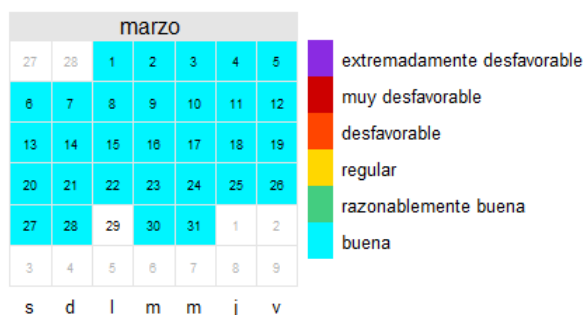 marzo
27 28 1 2 3 4 5
6 7 8 9 10 11 12
13 14 15 16 17 18 19
20 21 22 23 24 25 26
27 28 29 30 31 1 2
3 4 5 6 7 8 9
s d l m m j v
extremadamente desfavorable
muy desfavorable
desfavorable
regular
razonablemente buena
buena